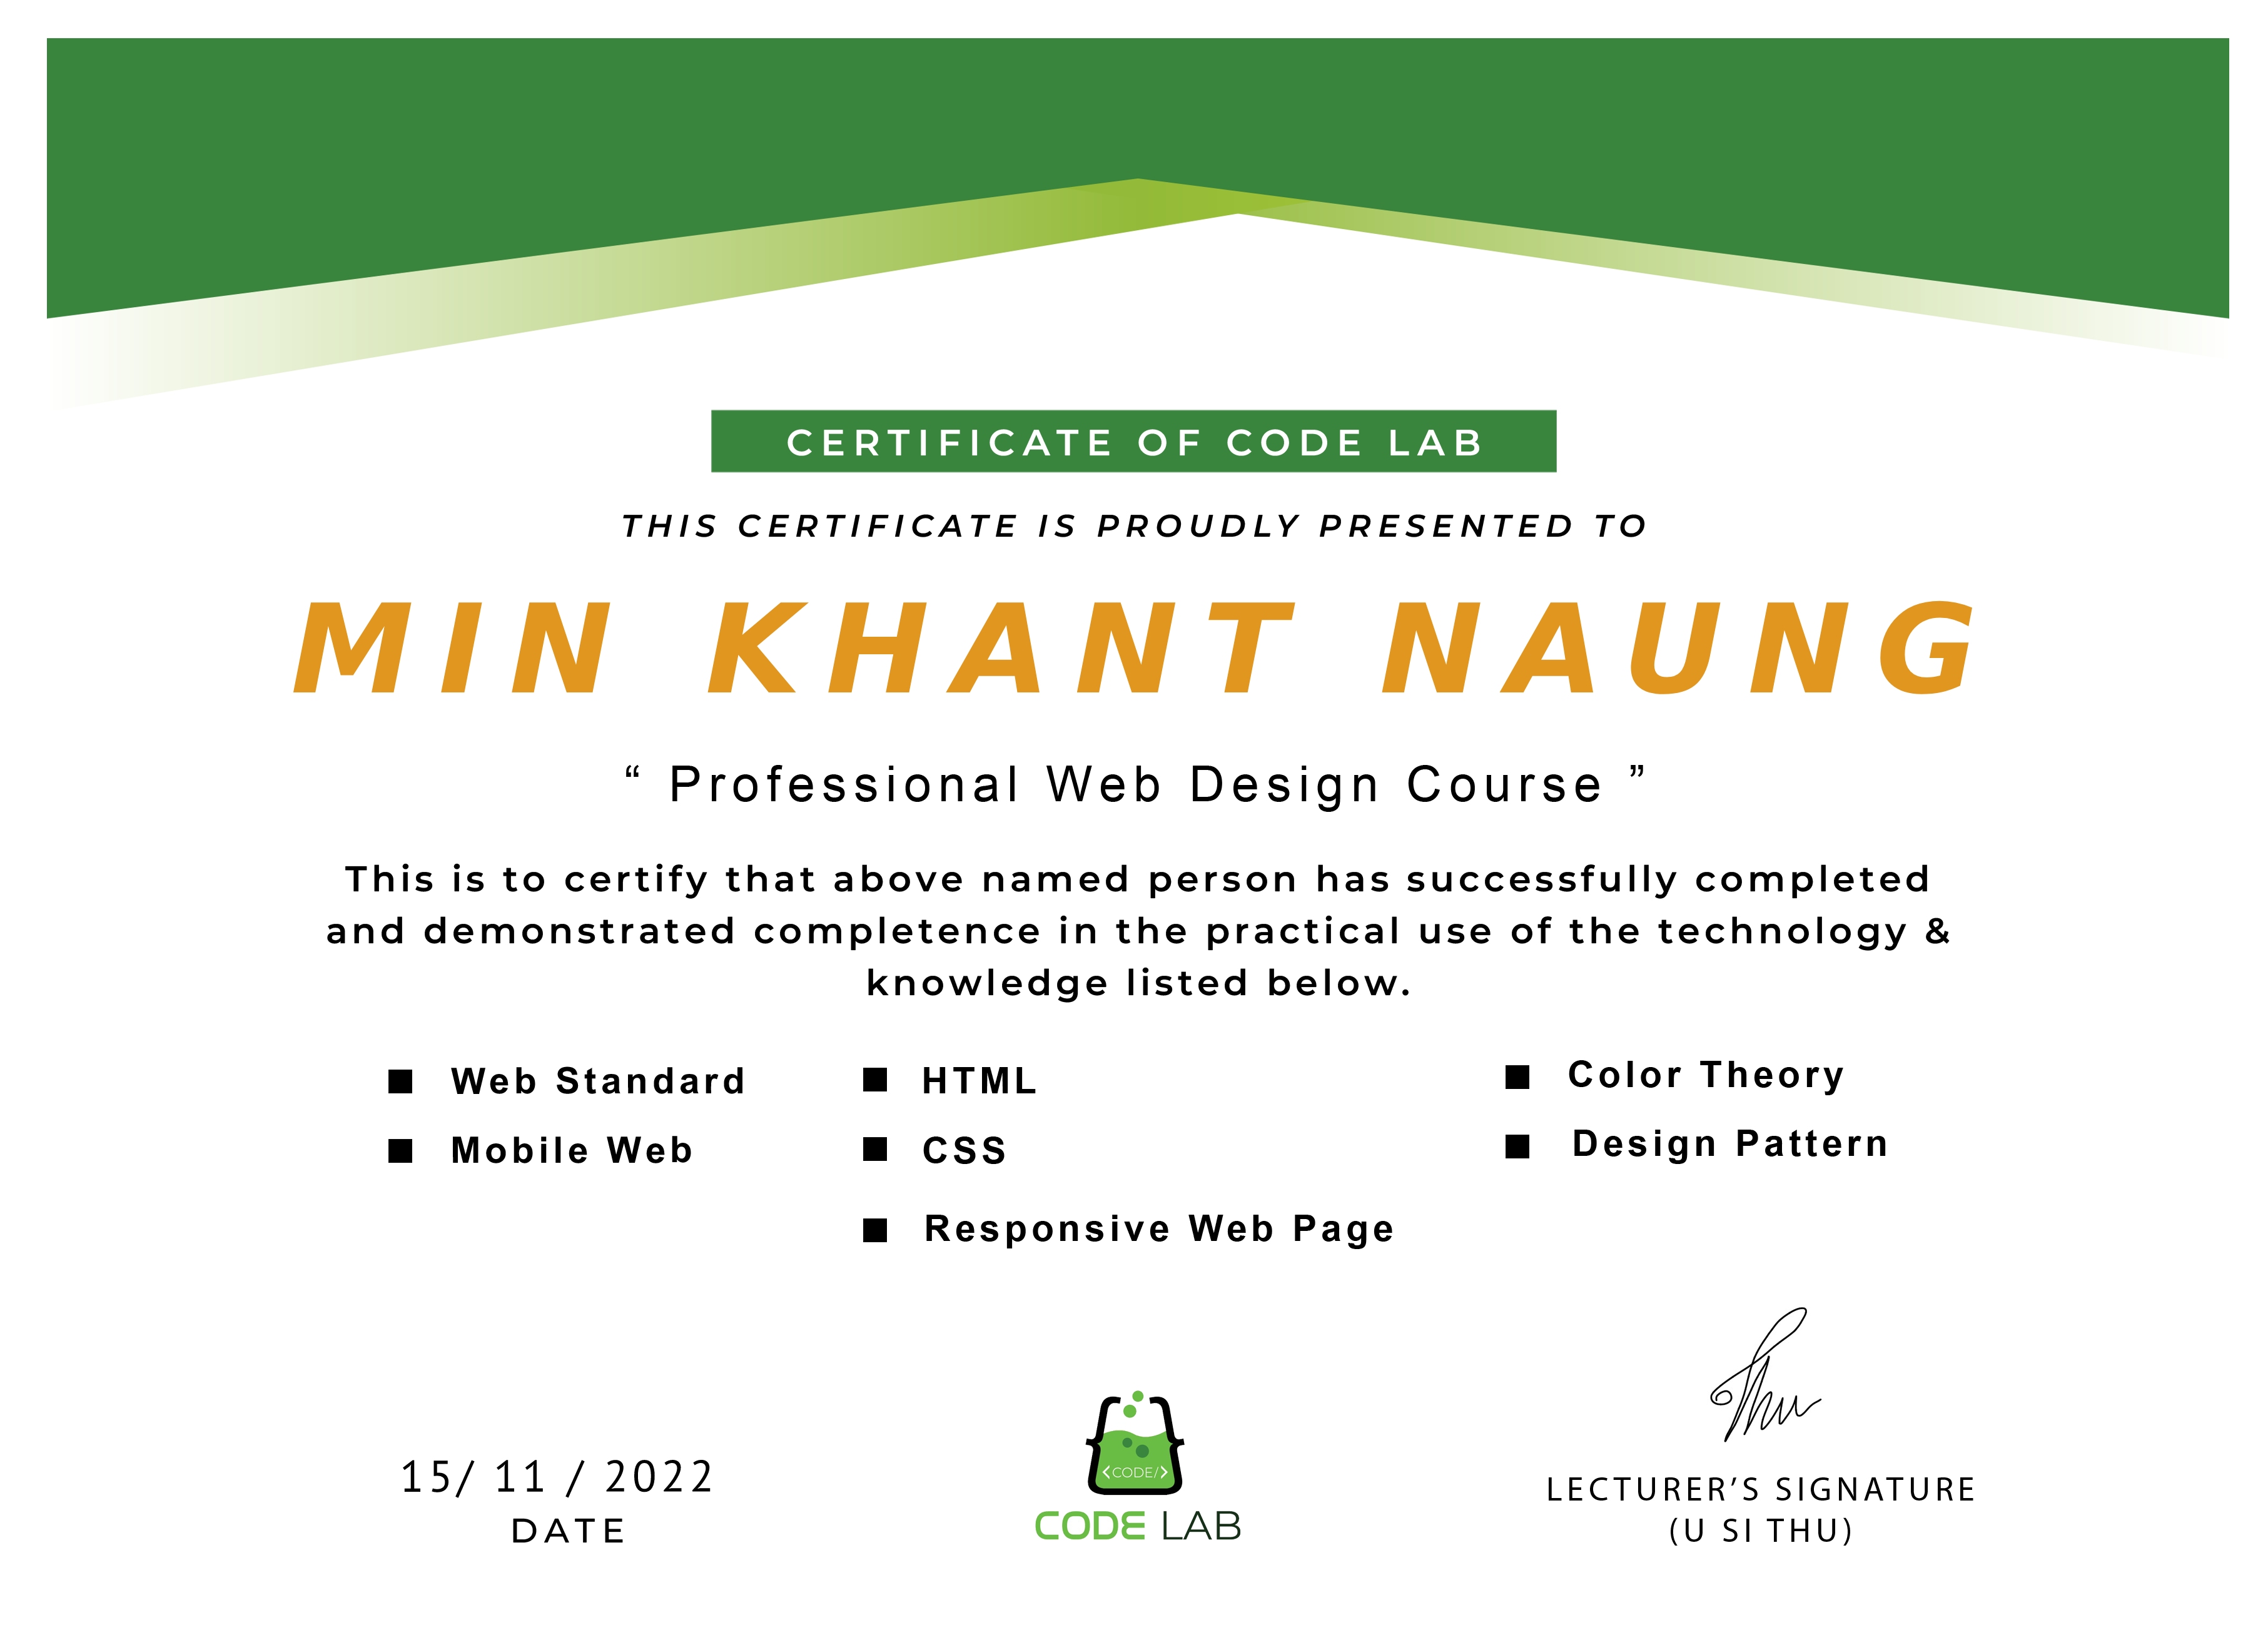 CERTIFICATE OF CODE LAB
THIS CERTIFICATE IS PROUDLY PRESENTED TO
MIN KHANT NAUNG
“ Professional Web Design Course ”
This is to certify that above named person has successfully completed
and demonstrated completence in the practical use of the technology &
knowledge listed below.
■ Web Standard
■ Mobile Web
■ HTML
■ CSS
■ Responsive Web Page
■ Color Theory
■ Design Pattern
15/ 11 / 2022
DATE
<CODE/>
CODE LAB
Thu
LECTURER’S SIGNATURE
(U SI THU)